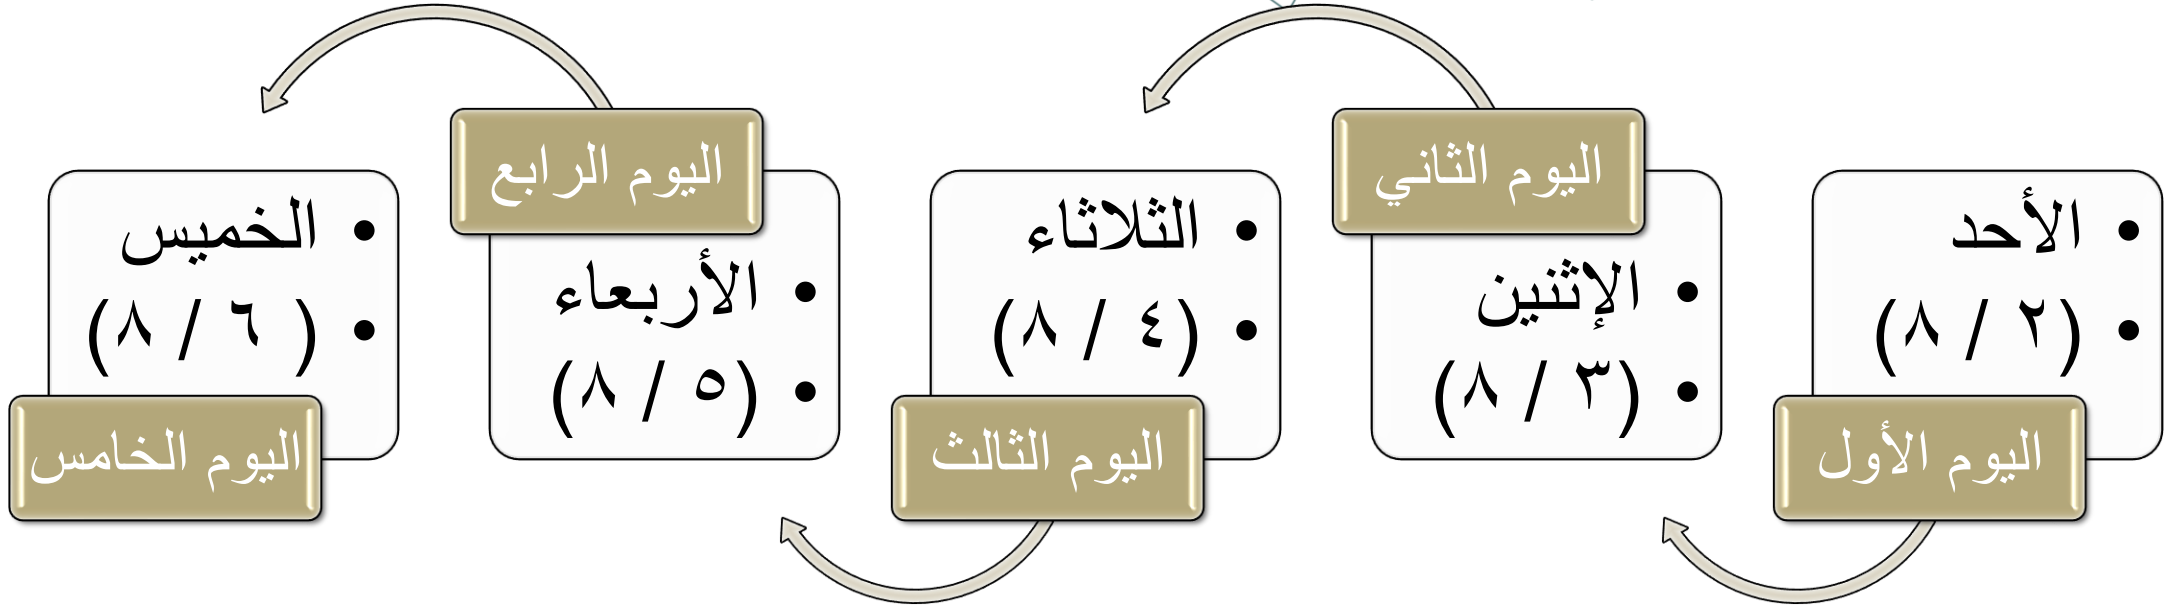 الأحد
(٢ / ٨)
اليوم الأول
اليوم الثاني
الإثنين
(٣ / ٨)
الثلاثاء
(٤ / ٨)
اليوم الثالث
اليوم الرابع
الأربعاء
(٥ / ٨)
الخميس
( ٦ / ٨)
اليوم الخامس